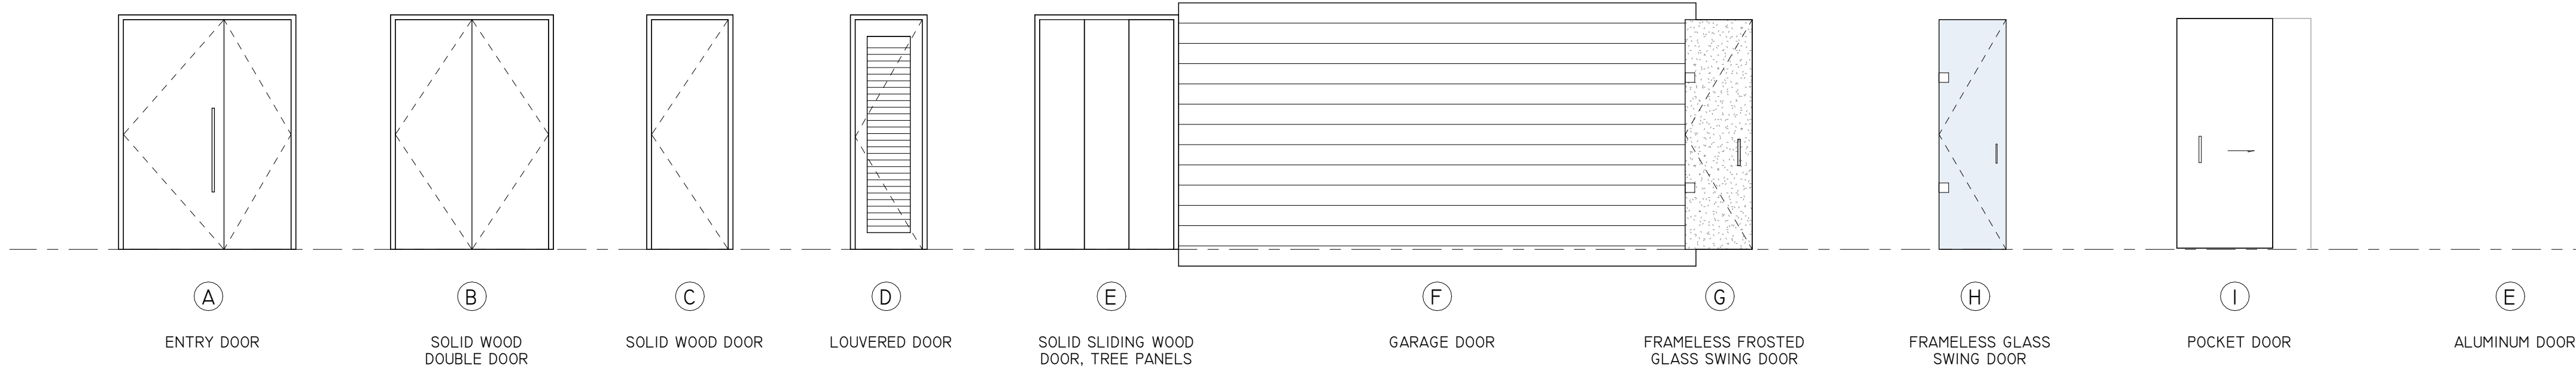 A
B
C
D
E
F
G
H
I
E
ENTRY DOOR
SOLID WOOD
DOUBLE DOOR
SOLID WOOD DOOR
LOUVERED DOOR
SOLID SLIDING WOOD
DOOR, TREE PANELS
GARAGE DOOR
FRAMELESS FROSTED
GLASS SWING DOOR
FRAMELESS GLASS
SWING DOOR
POCKET DOOR
ALUMINUM DOOR